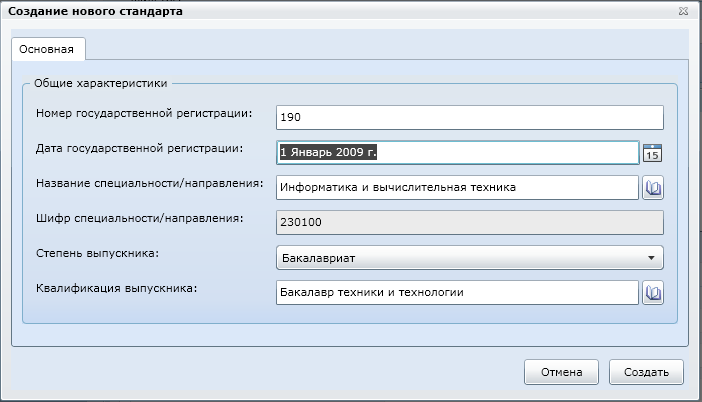 Создание нового стандарта
Основная
Общие характеристики
Номер государственной регистрации: 190
Дата государственной регистрации: 1 Январь 2009 г. 15
Название специальности/направления: Информатика и вычислительная техника
Шифр специальности/направления: 230100
Степень выпускника: Бакалавриат
Квалификация выпускника: Бакалавр техники и технологии
Отмена Создать